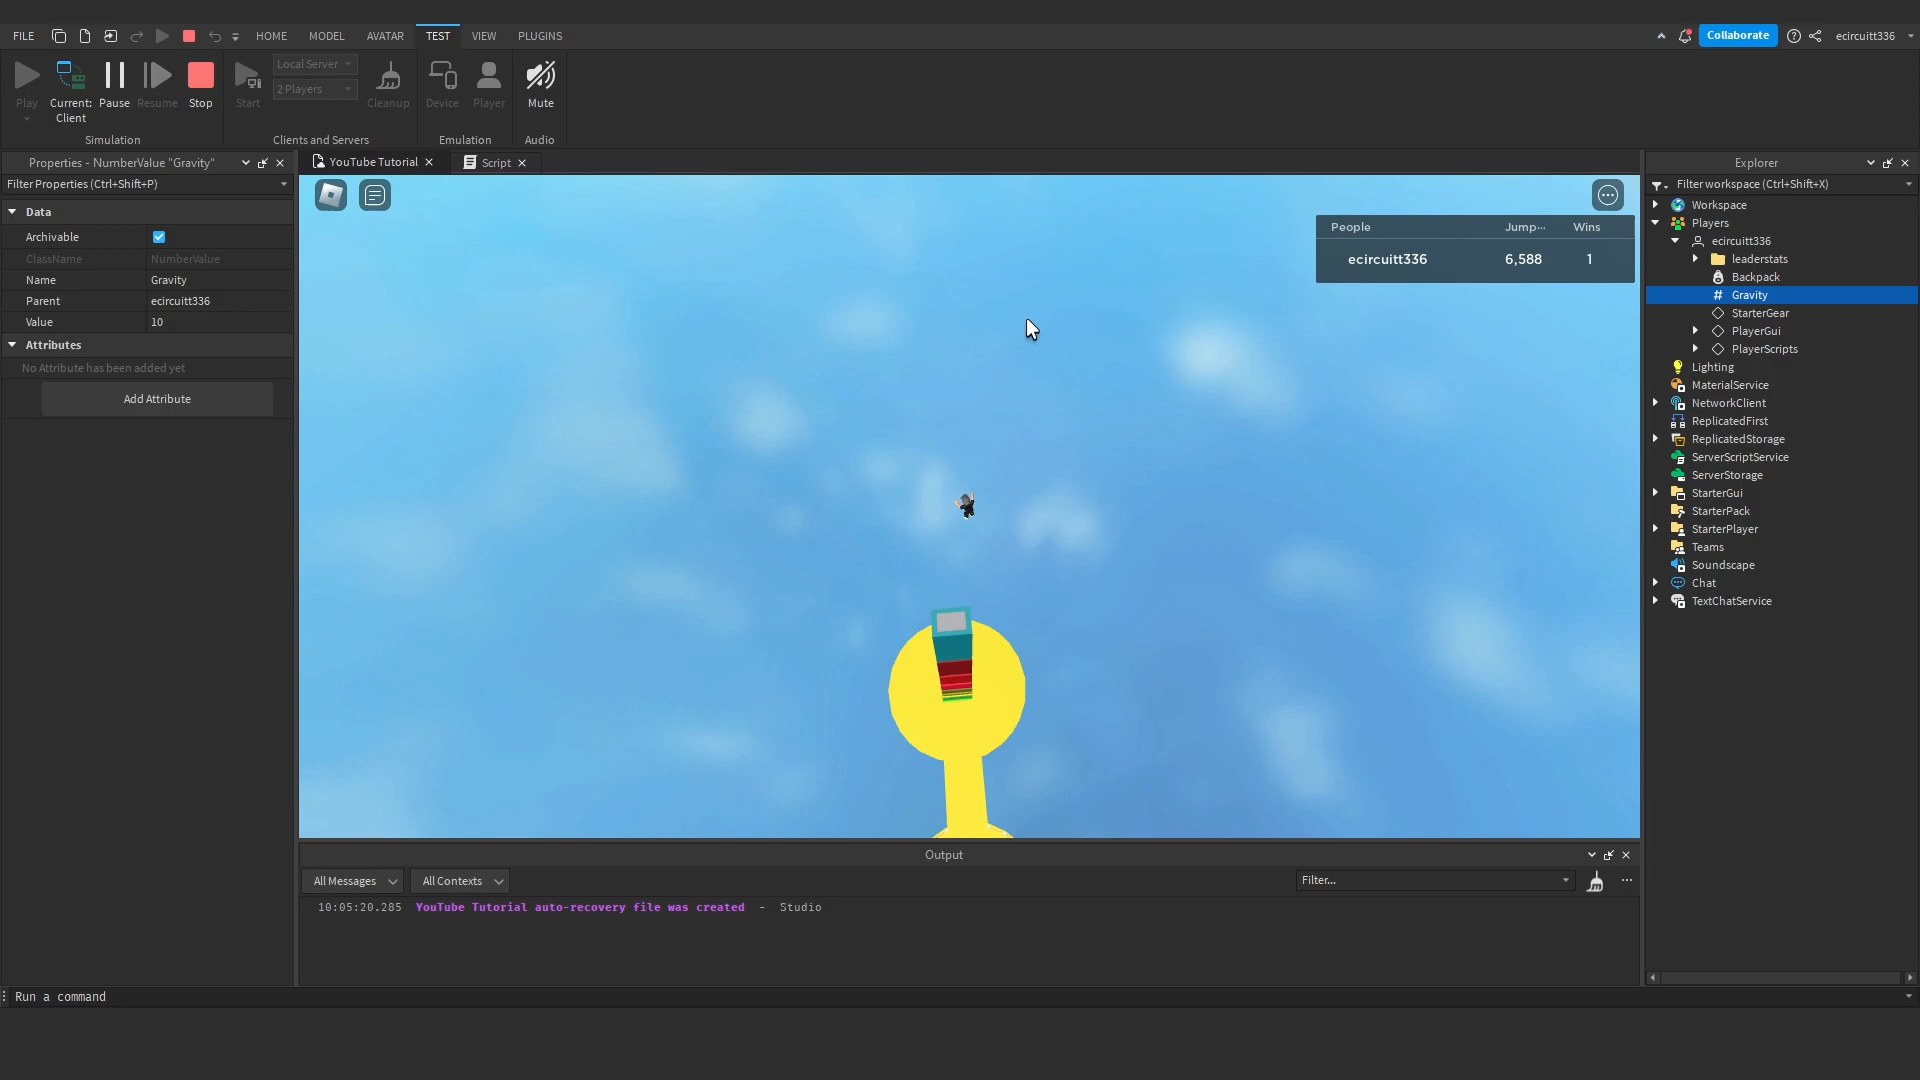 FILE HOME MODEL AVATAR TEST VIEW PLUGINS Collaborate ecircuitt336
Play Current: Client Pause Resume Stop Start Local Server 2 Players Cleanup Device Player Mute
Simulation Clients and Servers Emulation Audio
Properties - NumberValue "Gravity"
Filter Properties (Ctrl+Shift+P)
Data
Archivable
ClassName NumberValue
Name Gravity
Parent ecircuitt336
Value 10
Attributes
No Attribute has been added yet
Add Attribute
YouTube Tutorial Script
People Jump... Wins
ecircuitt336 6,588 1
Output
All Messages All Contexts Filter...
10:05:20.285 YouTube Tutorial auto-recovery file was created - Studio
Explorer
Filter workspace (Ctrl+Shift+X)
Workspace
Players
ecircuitt336
leaderstats
Backpack
# Gravity
StarterGear
PlayerGui
PlayerScripts
Lighting
MaterialService
NetworkClient
ReplicatedFirst
ReplicatedStorage
ServerScriptService
ServerStorage
StarterGui
StarterPack
StarterPlayer
Teams
Soundscape
Chat
TextChatService
Run a command